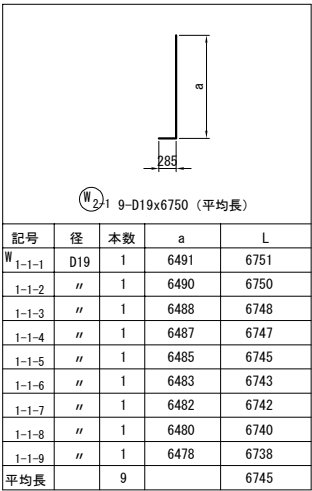 a
285
W2-1 9-D19x6750 (平均長)
記号 径 本数 a L
W1-1-1 D19 1 6491 6751
1-1-2 〃 1 6490 6750
1-1-3 〃 1 6488 6748
1-1-4 〃 1 6487 6747
1-1-5 〃 1 6485 6745
1-1-6 〃 1 6483 6743
1-1-7 〃 1 6482 6742
1-1-8 〃 1 6480 6740
1-1-9 〃 1 6478 6738
平均長 9 6745